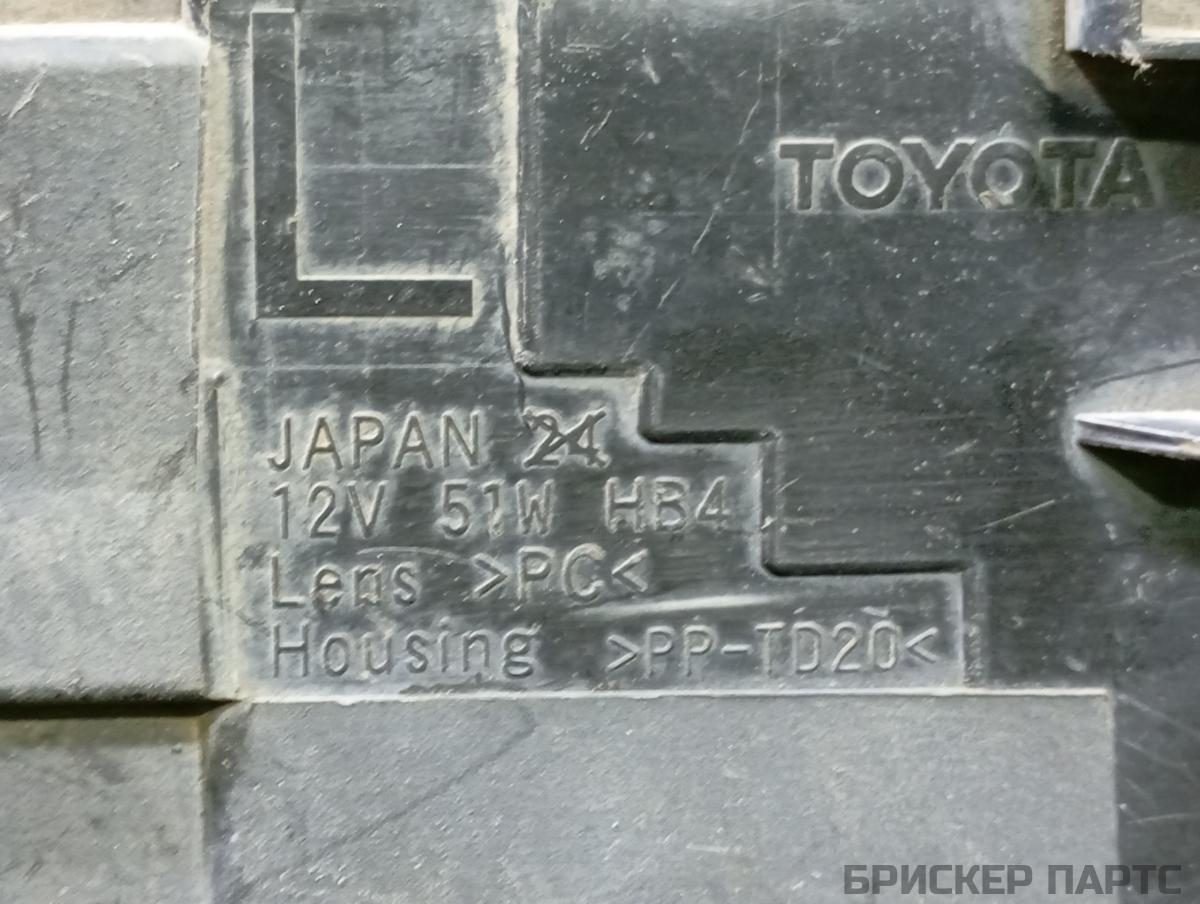 L
TOYOTA
JAPAN 24
12V 51W HB4
Lens >PC<
Housing >PP-TD20<
БРИСКЕР ПАРТС